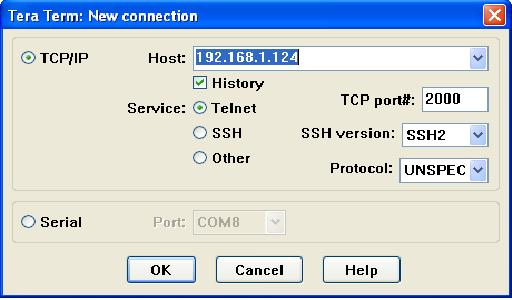 Tera Term: New connection
TCP/IP Host: 192.168.1.124
History
Service: Telnet TCP port#: 2000
SSH SSH version: SSH2
Other Protocol: UNSPEC
Serial Port: COM8
OK Cancel Help